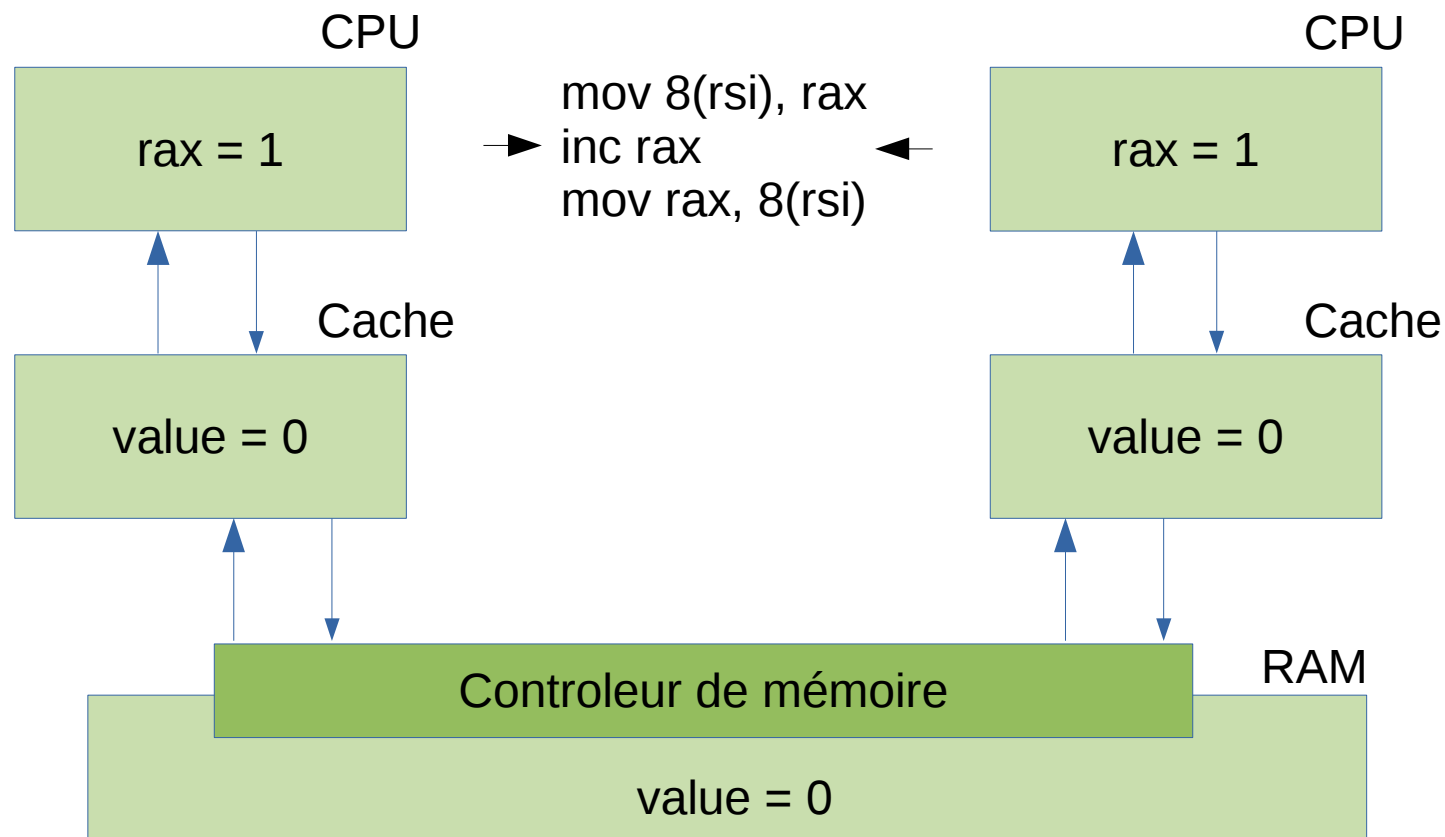 CPU
CPU
rax = 1
mov 8(rsi), rax
inc rax
mov rax, 8(rsi)
rax = 1
Cache
Cache
value = 0
value = 0
RAM
Controleur de mémoire
value = 0